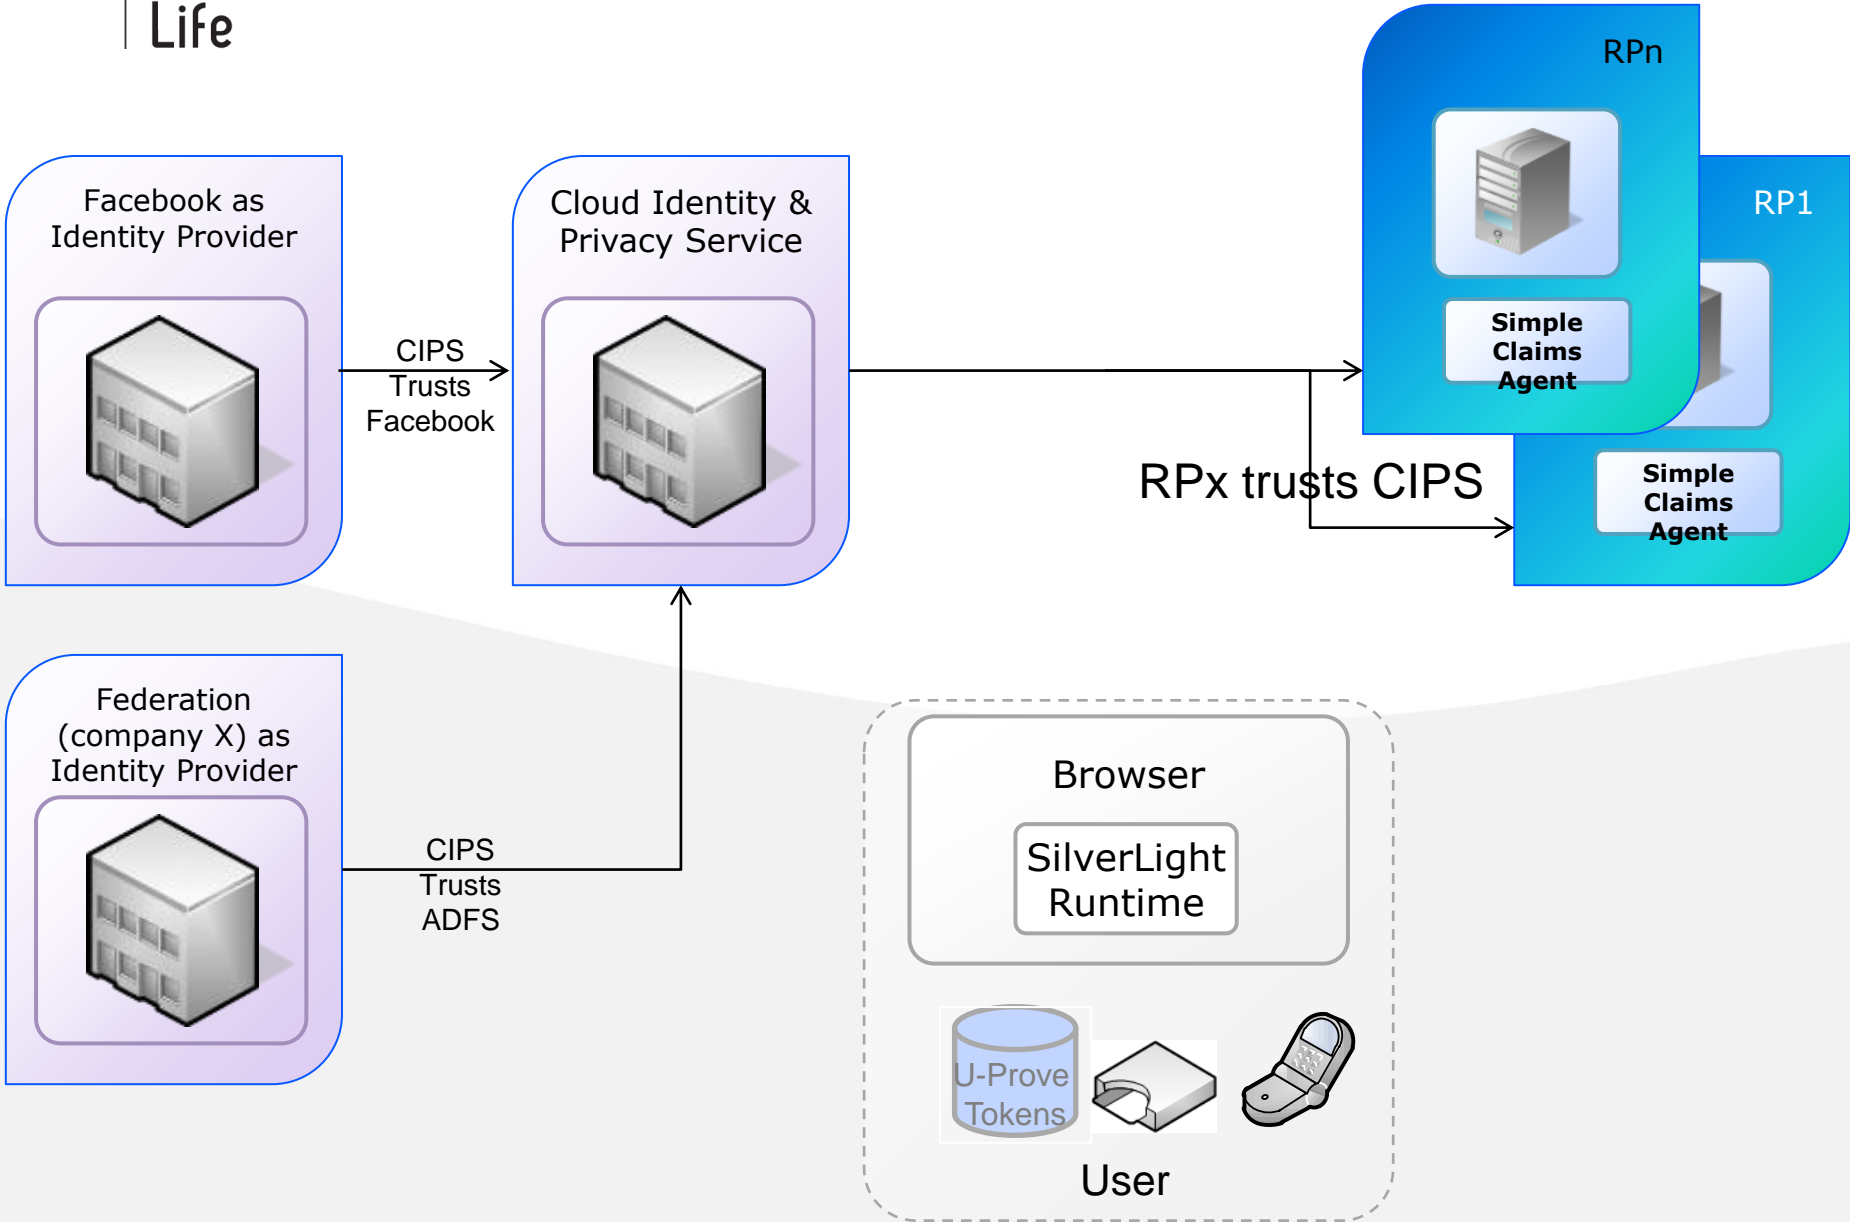 Life
RPn
RP1
Facebook as
Identity Provider
Cloud Identity &
Privacy Service
Simple
Claims
Agent
CIPS
Trusts
Facebook
RPx trusts CIPS
Simple
Claims
Agent
Federation
(company X) as
Identity Provider
CIPS
Trusts
ADFS
Browser
SilverLight
Runtime
U-Prove
Tokens
User